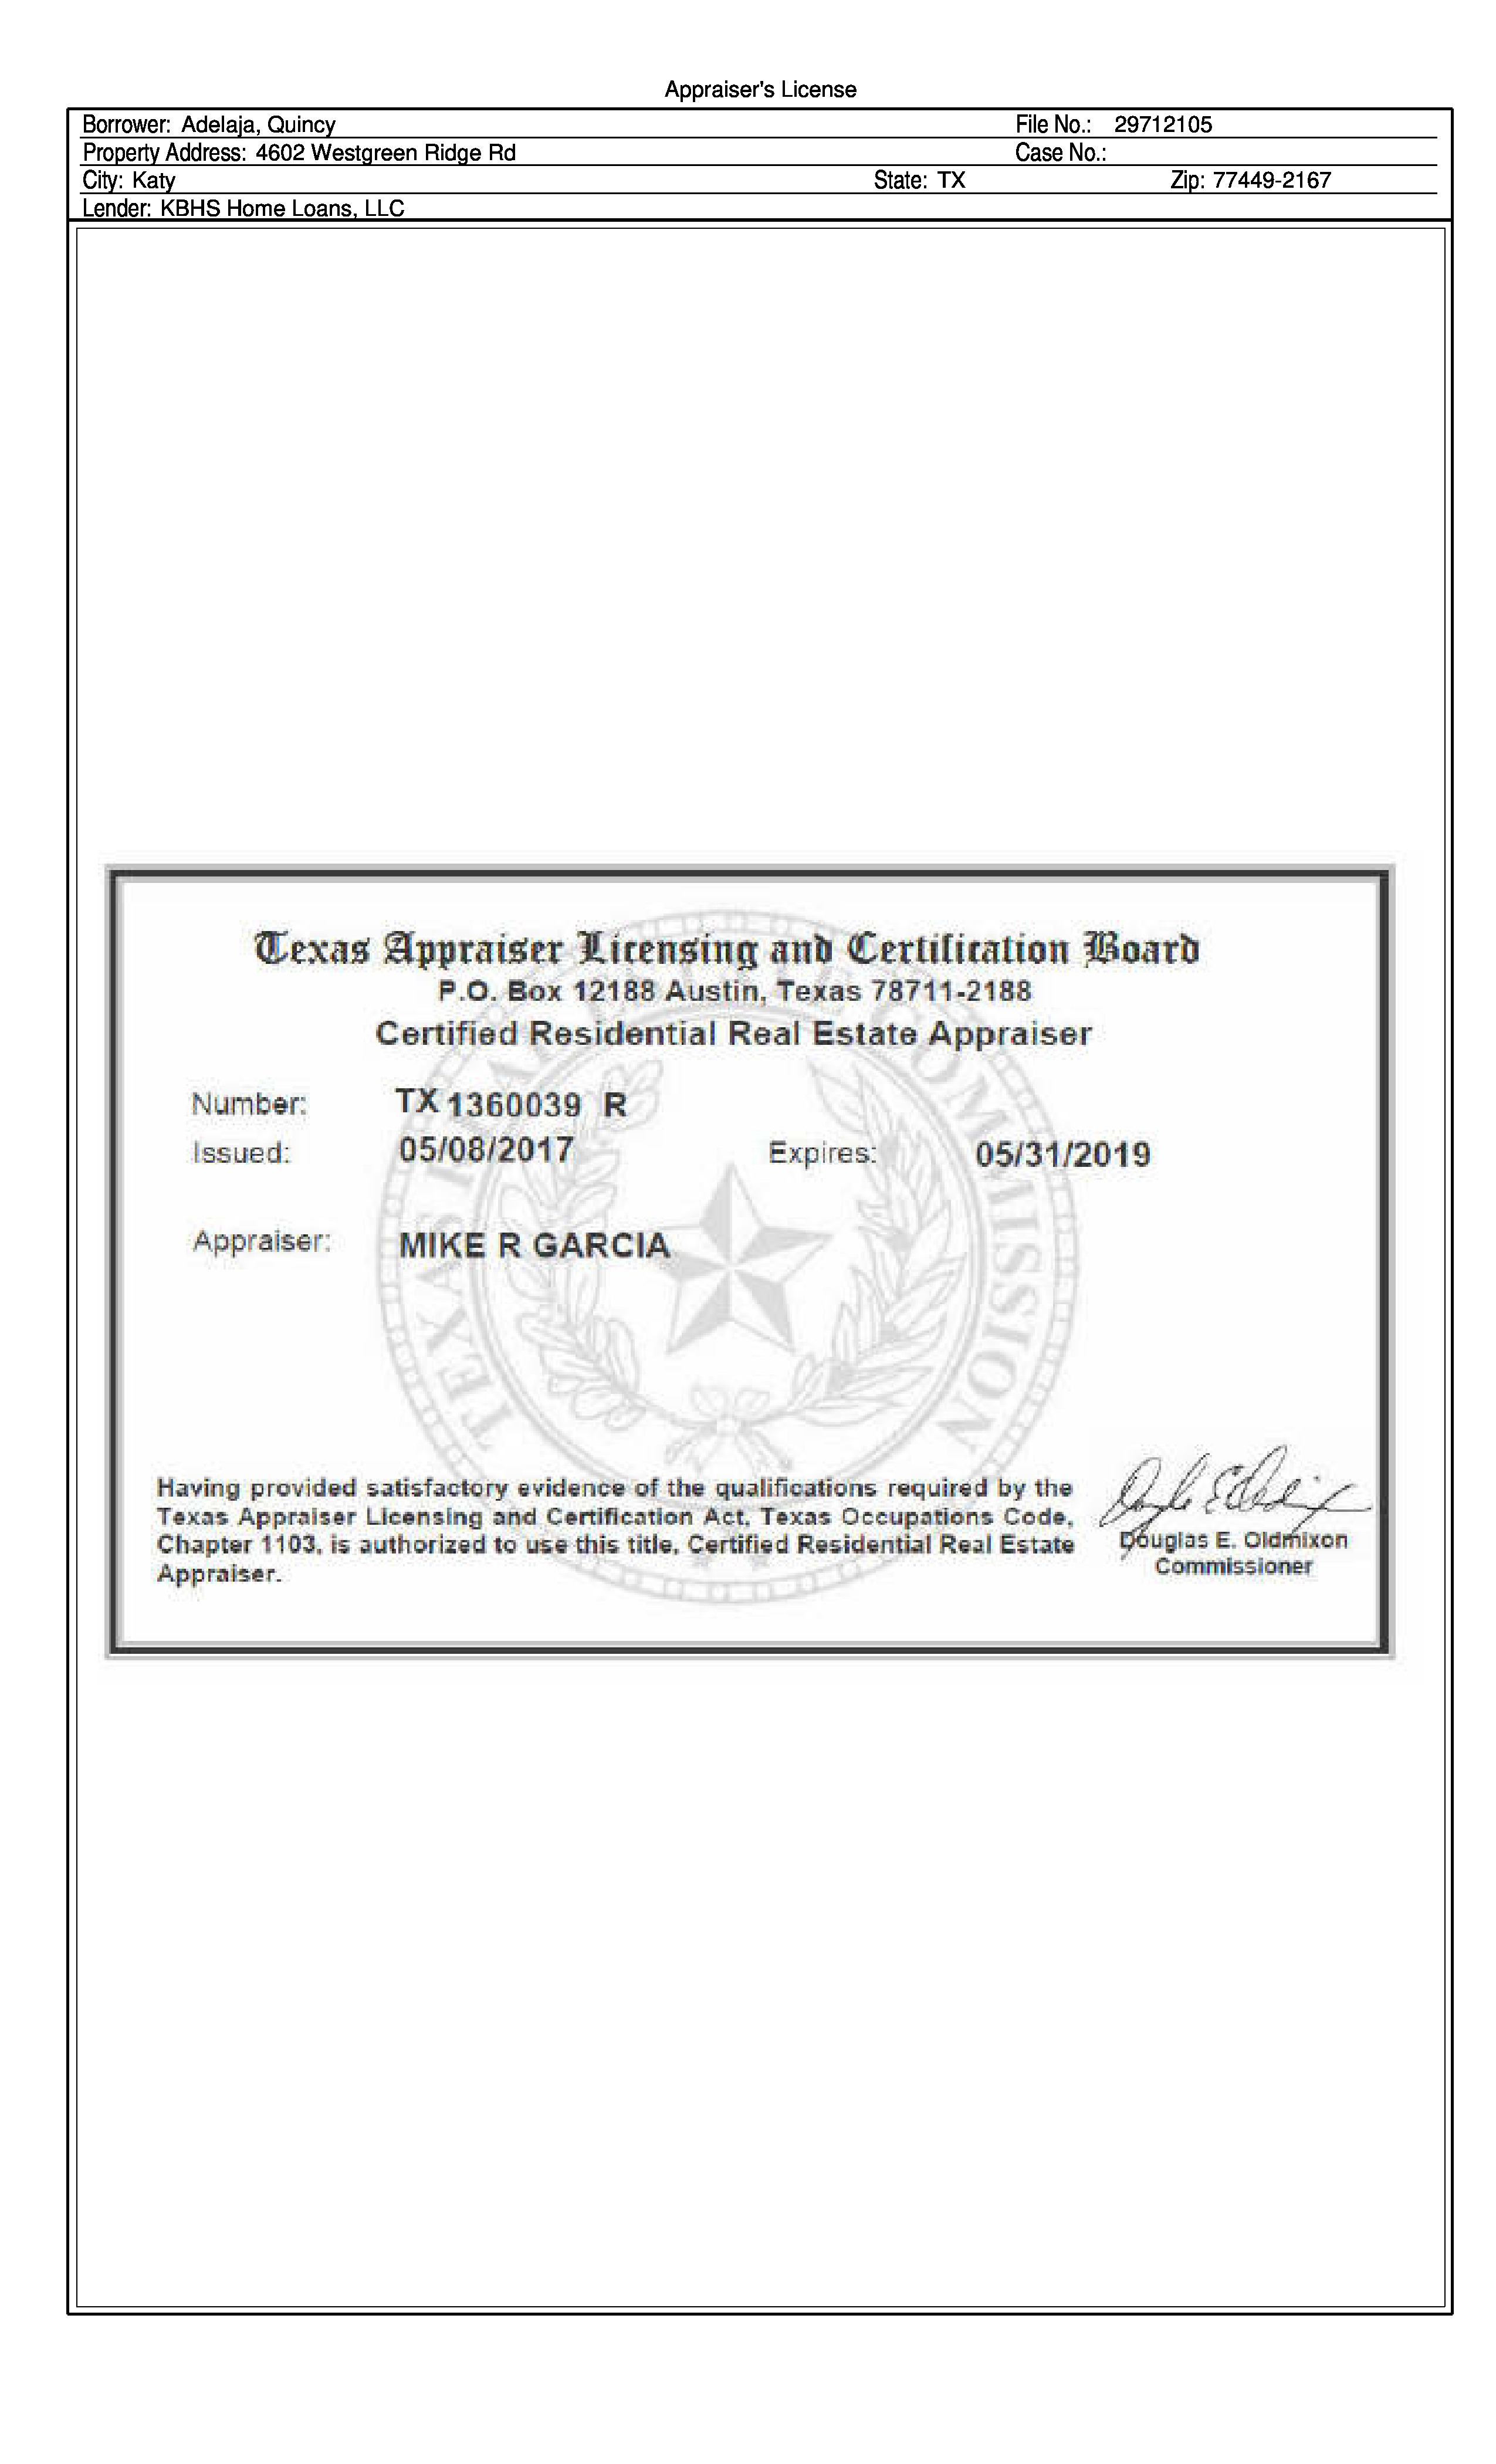 Appraiser's License
Borrower: Adelaja, Quincy File No.: 29712105
Property Address: 4602 Westgreen Ridge Rd Case No.:
City: Katy State: TX Zip: 77449-2167
Lender: KBHS Home Loans, LLC
Texas Appraiser Licensing and Certification Board
P.O. Box 12188 Austin, Texas 78711-2188
Certified Residential Real Estate Appraiser
Number: TX 1360039 R
Issued: 05/08/2017 Expires: 05/31/2019
Appraiser: MIKE R GARCIA
TEXAS REAL ESTATE COMMISSION
Having provided satisfactory evidence of the qualifications required by the
Texas Appraiser Licensing and Certification Act, Texas Occupations Code,
Chapter 1103, is authorized to use this title, Certified Residential Real Estate
Appraiser.
Douglas E. Oldmixon
Commissioner